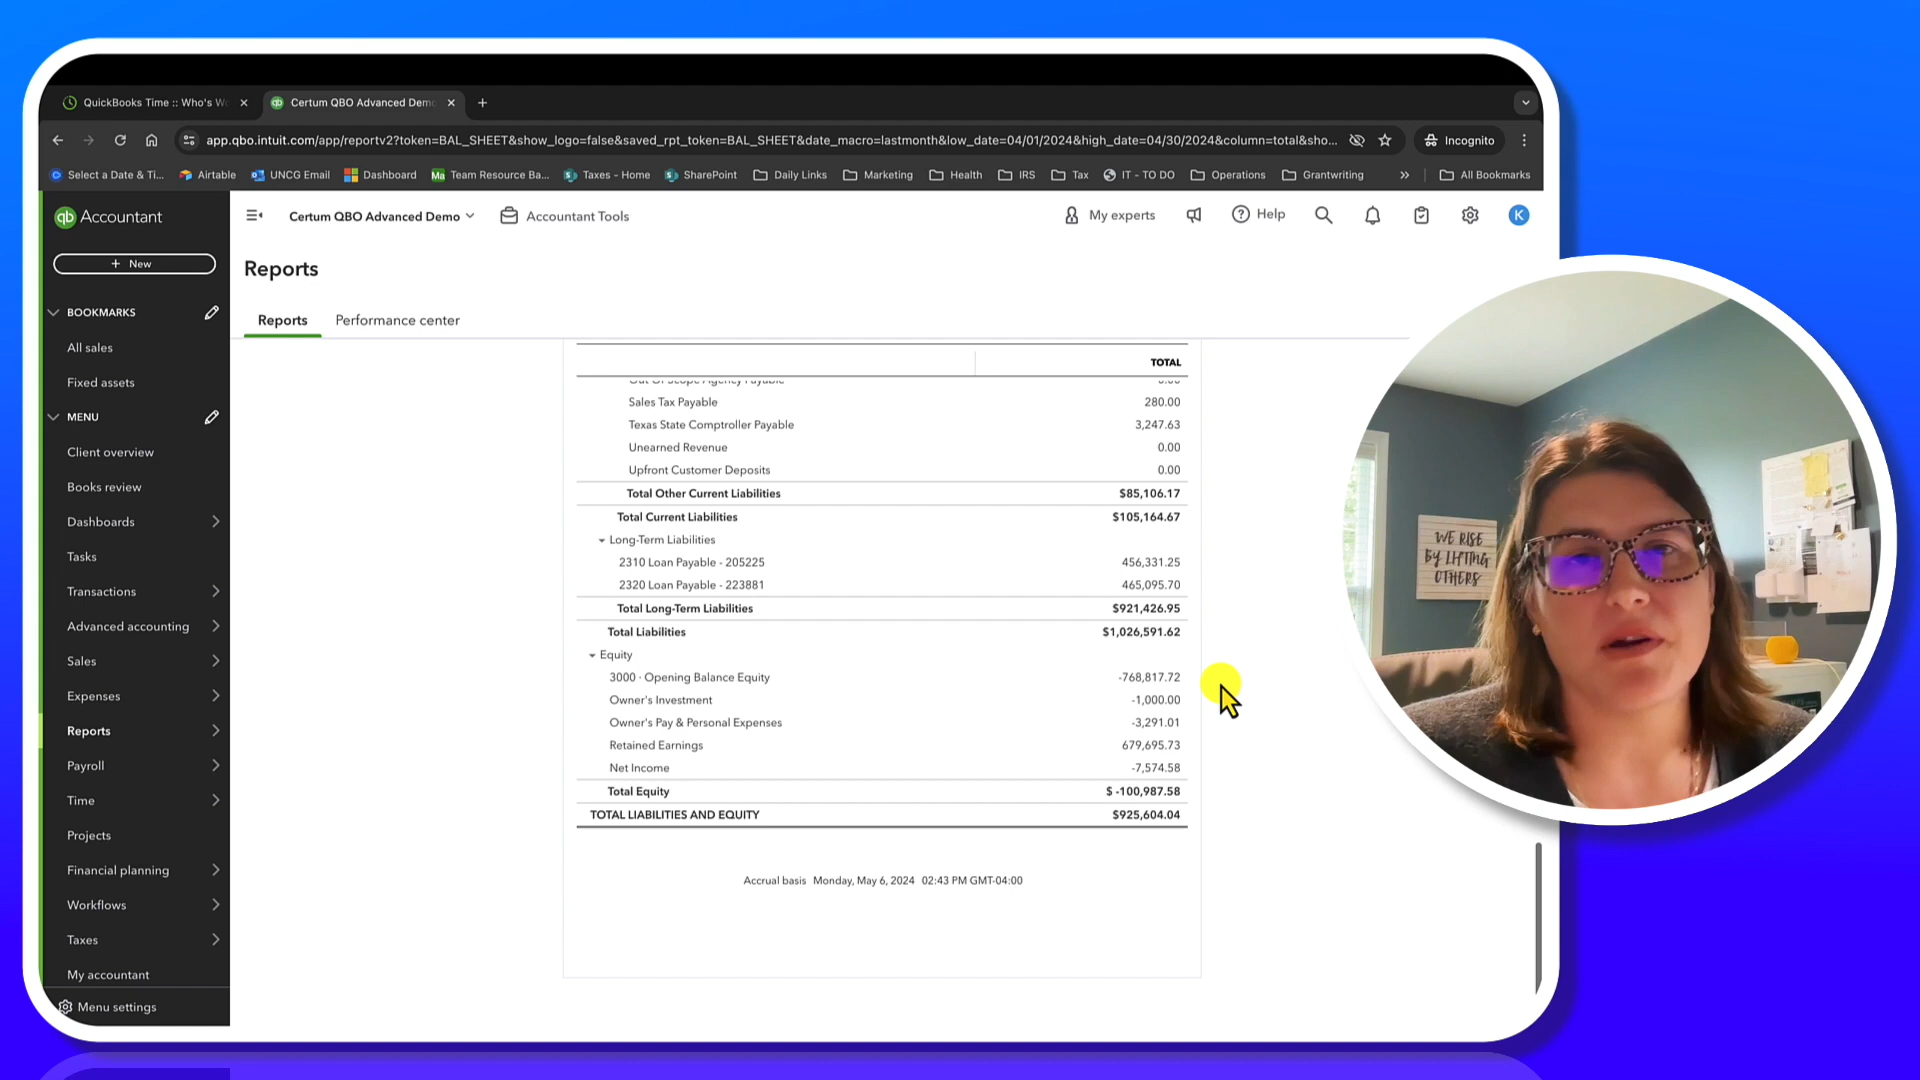 QuickBooks Time :: Who's W
Certum QBO Advanced Demo
app.qbo.intuit.com/app/reportv2?token=BAL_SHEET&show_logo=false&saved_rpt_token=BAL_SHEET&date_macro=lastmonth&low_date=04/01/2024&high_date=04/30/2024&column=total&sho...
Incognito
Select a Date & Ti...
Airtable
UNCG Email
Dashboard
Ma
Team Resource Ba...
Taxes - Home
SharePoint
Daily Links
Marketing
Health
IRS
Tax
IT - TO DO
Operations
Grantwriting
All Bookmarks
qb Accountant
Certum QBO Advanced Demo
Accountant Tools
My experts
Help
K
+ New
Reports
BOOKMARKS
Reports
Performance center
All sales
Fixed assets
MENU
Client overview
Books review
Dashboards
Tasks
Transactions
Advanced accounting
Sales
Expenses
Reports
Payroll
Time
Projects
Financial planning
Workflows
Taxes
My accountant
Menu settings
TOTAL
Out Of Scope Agency Payable 0.00
Sales Tax Payable 280.00
Texas State Comptroller Payable 3,247.63
Unearned Revenue 0.00
Upfront Customer Deposits 0.00
Total Other Current Liabilities $85,106.17
Total Current Liabilities $105,164.67
Long-Term Liabilities
2310 Loan Payable - 205225 456,331.25
2320 Loan Payable - 223881 465,095.70
Total Long-Term Liabilities $921,426.95
Total Liabilities $1,026,591.62
Equity
3000 · Opening Balance Equity -768,817.72
Owner's Investment -1,000.00
Owner's Pay & Personal Expenses -3,291.01
Retained Earnings 679,695.73
Net Income -7,574.58
Total Equity $ -100,987.58
TOTAL LIABILITIES AND EQUITY $925,604.04
Accrual basis Monday, May 6, 2024 02:43 PM GMT-04:00
WE RISE
BY LIFTING
OTHERS